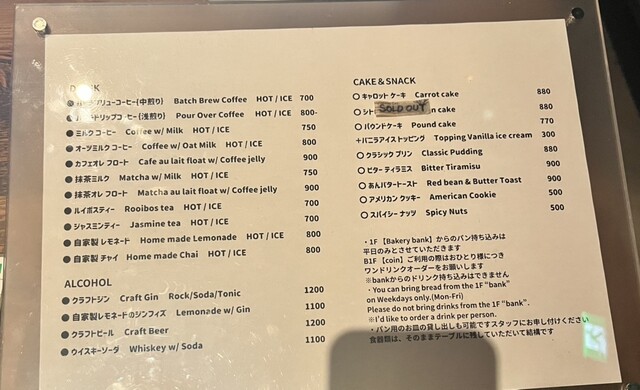 DRINK
バッチブリューコーヒー(中煎り) Batch Brew Coffee HOT / ICE 700
ハンドドリップコーヒー(浅煎り) Pour Over Coffee HOT / ICE 800-
ミルク コーヒー Coffee w/ Milk HOT / ICE 750
オーツミルク コーヒー Coffee w/ Oat Milk HOT / ICE 800
カフェオレ フロート Cafe au lait float w/ Coffee jelly 900
抹茶ミルク Matcha w/ Milk HOT / ICE 750
抹茶オレ フロート Matcha au lait float w/ Coffee jelly 900
ルイボスティー Rooibos tea HOT / ICE 700
ジャスミンティー Jasmine tea HOT / ICE 700
自家製 レモネード Home made Lemonade HOT / ICE 800
自家製 チャイ Home made Chai HOT / ICE 800
ALCOHOL
クラフトジン Craft Gin Rock/Soda/Tonic 1200
自家製レモネードのジンフィズ Lemonade w/ Gin 1100
クラフトビール Craft Beer 1200
ウイスキーソーダ Whiskey w/ Soda 1100
CAKE & SNACK
キャロット ケーキ Carrot cake 880
シト SOLD OUT n cake 880
パウンドケーキ Pound cake 770
+バニラアイス トッピング Topping Vanilla ice cream 300
クラシック プリン Classic Pudding 880
ビター ティラミス Bitter Tiramisu 900
あんバタートースト Red bean & Butter Toast 900
アメリカン クッキー American Cookie 500
スパイシー ナッツ Spicy Nuts 500
・1F 【Bakery bank】からのパン持ち込みは
平日のみとさせていただきます
B1F 【coin】ご利用の際はおひとり様につき
ワンドリンクオーダーをお願いします
※bankからのドリンク持ち込みはできません
・You can bring bread from the 1F "bank"
on Weekdays only.(Mon-Fri)
Please do not bring drinks from the 1F "bank".
※I'd like to order a drink per person.
・パン用のお皿の貸し出しも可能ですスタッフにお申し付けください
食器類は、そのままテーブルに残していただいて結構です